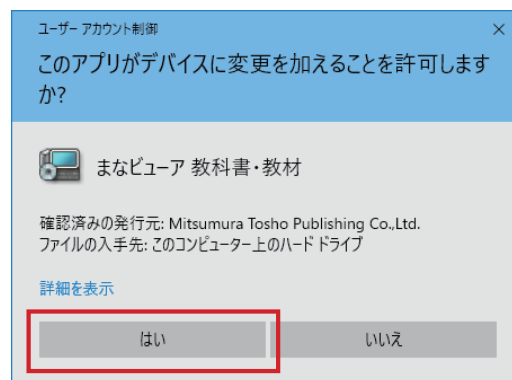 ユーザー アカウント制御
このアプリがデバイスに変更を加えることを許可します
か?
まなビューア 教科書・教材
確認済みの発行元: Mitsumura Tosho Publishing Co.,Ltd.
ファイルの入手先: このコンピューター上のハード ドライブ
詳細を表示
はい
いいえ